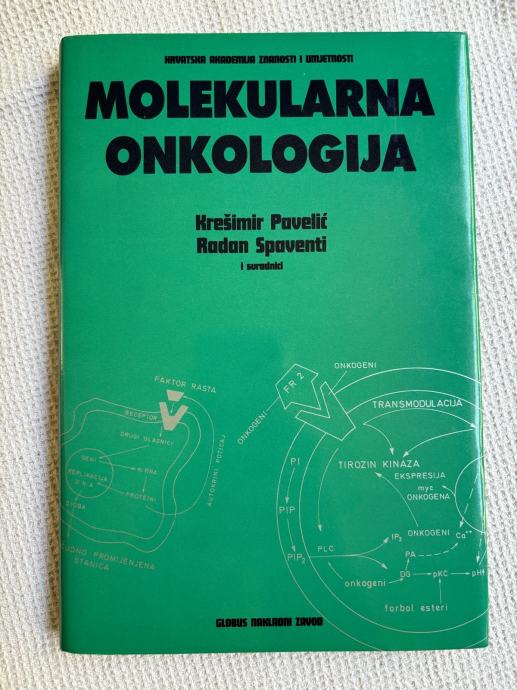 HRVATSKA AKADEMIJA ZNANOSTI I UMJETNOSTI
MOLEKULARNA
ONKOLOGIJA
Krešimir Pavelić
Radan Spaventi
i suradnici
FAKTOR RASTA
RECEPTOR
DRUGI GLASNICI
GENI
m RNA
REPLIKACIJA
DNA
PROTEINI
DIOBA
AUTOKRINI POTICAJ
PROMIJENJENA
STANICA
ONKOGENI
FR 2
ONKOGENI
TRANSMODULACIJA
PI
TIROZIN KINAZA
EKSPRESIJA
myc
ONKOGENA
PIP
PIP2
PLC
IP3
ONKOGENI
Ca++
PA
onkogeni
DG
pKC
pH
forbol esteri
GLOBUS NAKLADNI ZAVOD